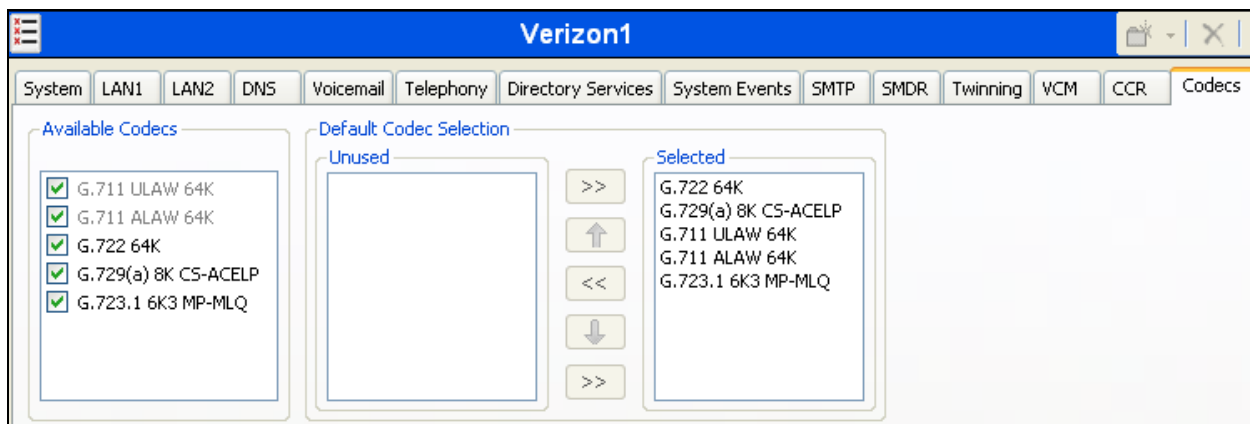 Verizon1
System LAN1 LAN2 DNS Voicemail Telephony Directory Services System Events SMTP SMDR Twinning VCM CCR Codecs
Available Codecs
G.711 ULAW 64K
G.711 ALAW 64K
G.722 64K
G.729(a) 8K CS-ACELP
G.723.1 6K3 MP-MLQ
Default Codec Selection
Unused
>>
<<
>>
Selected
G.722 64K
G.729(a) 8K CS-ACELP
G.711 ULAW 64K
G.711 ALAW 64K
G.723.1 6K3 MP-MLQ